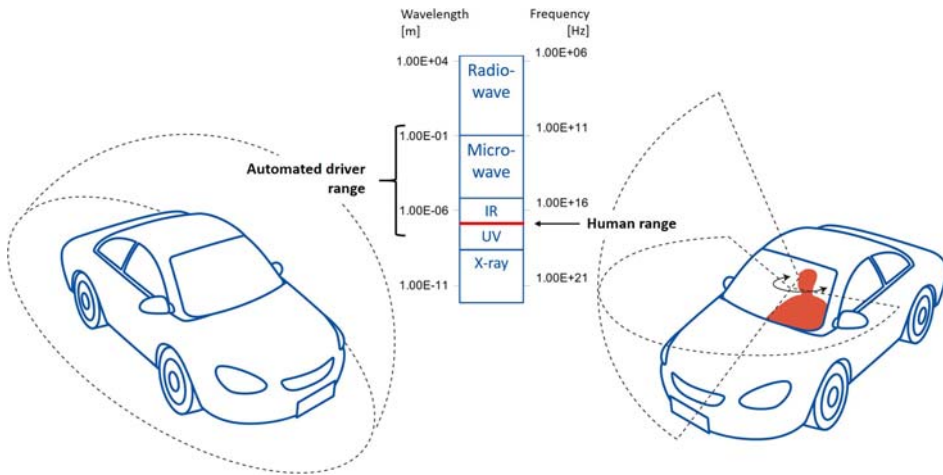 Wavelength
[m]
Frequency
[Hz]
1.00E+04
1.00E+06
Radio-
wave
1.00E-01
1.00E+11
Automated driver
range
Micro-
wave
1.00E-06
1.00E+16
IR
Human range
UV
X-ray
1.00E-11
1.00E+21